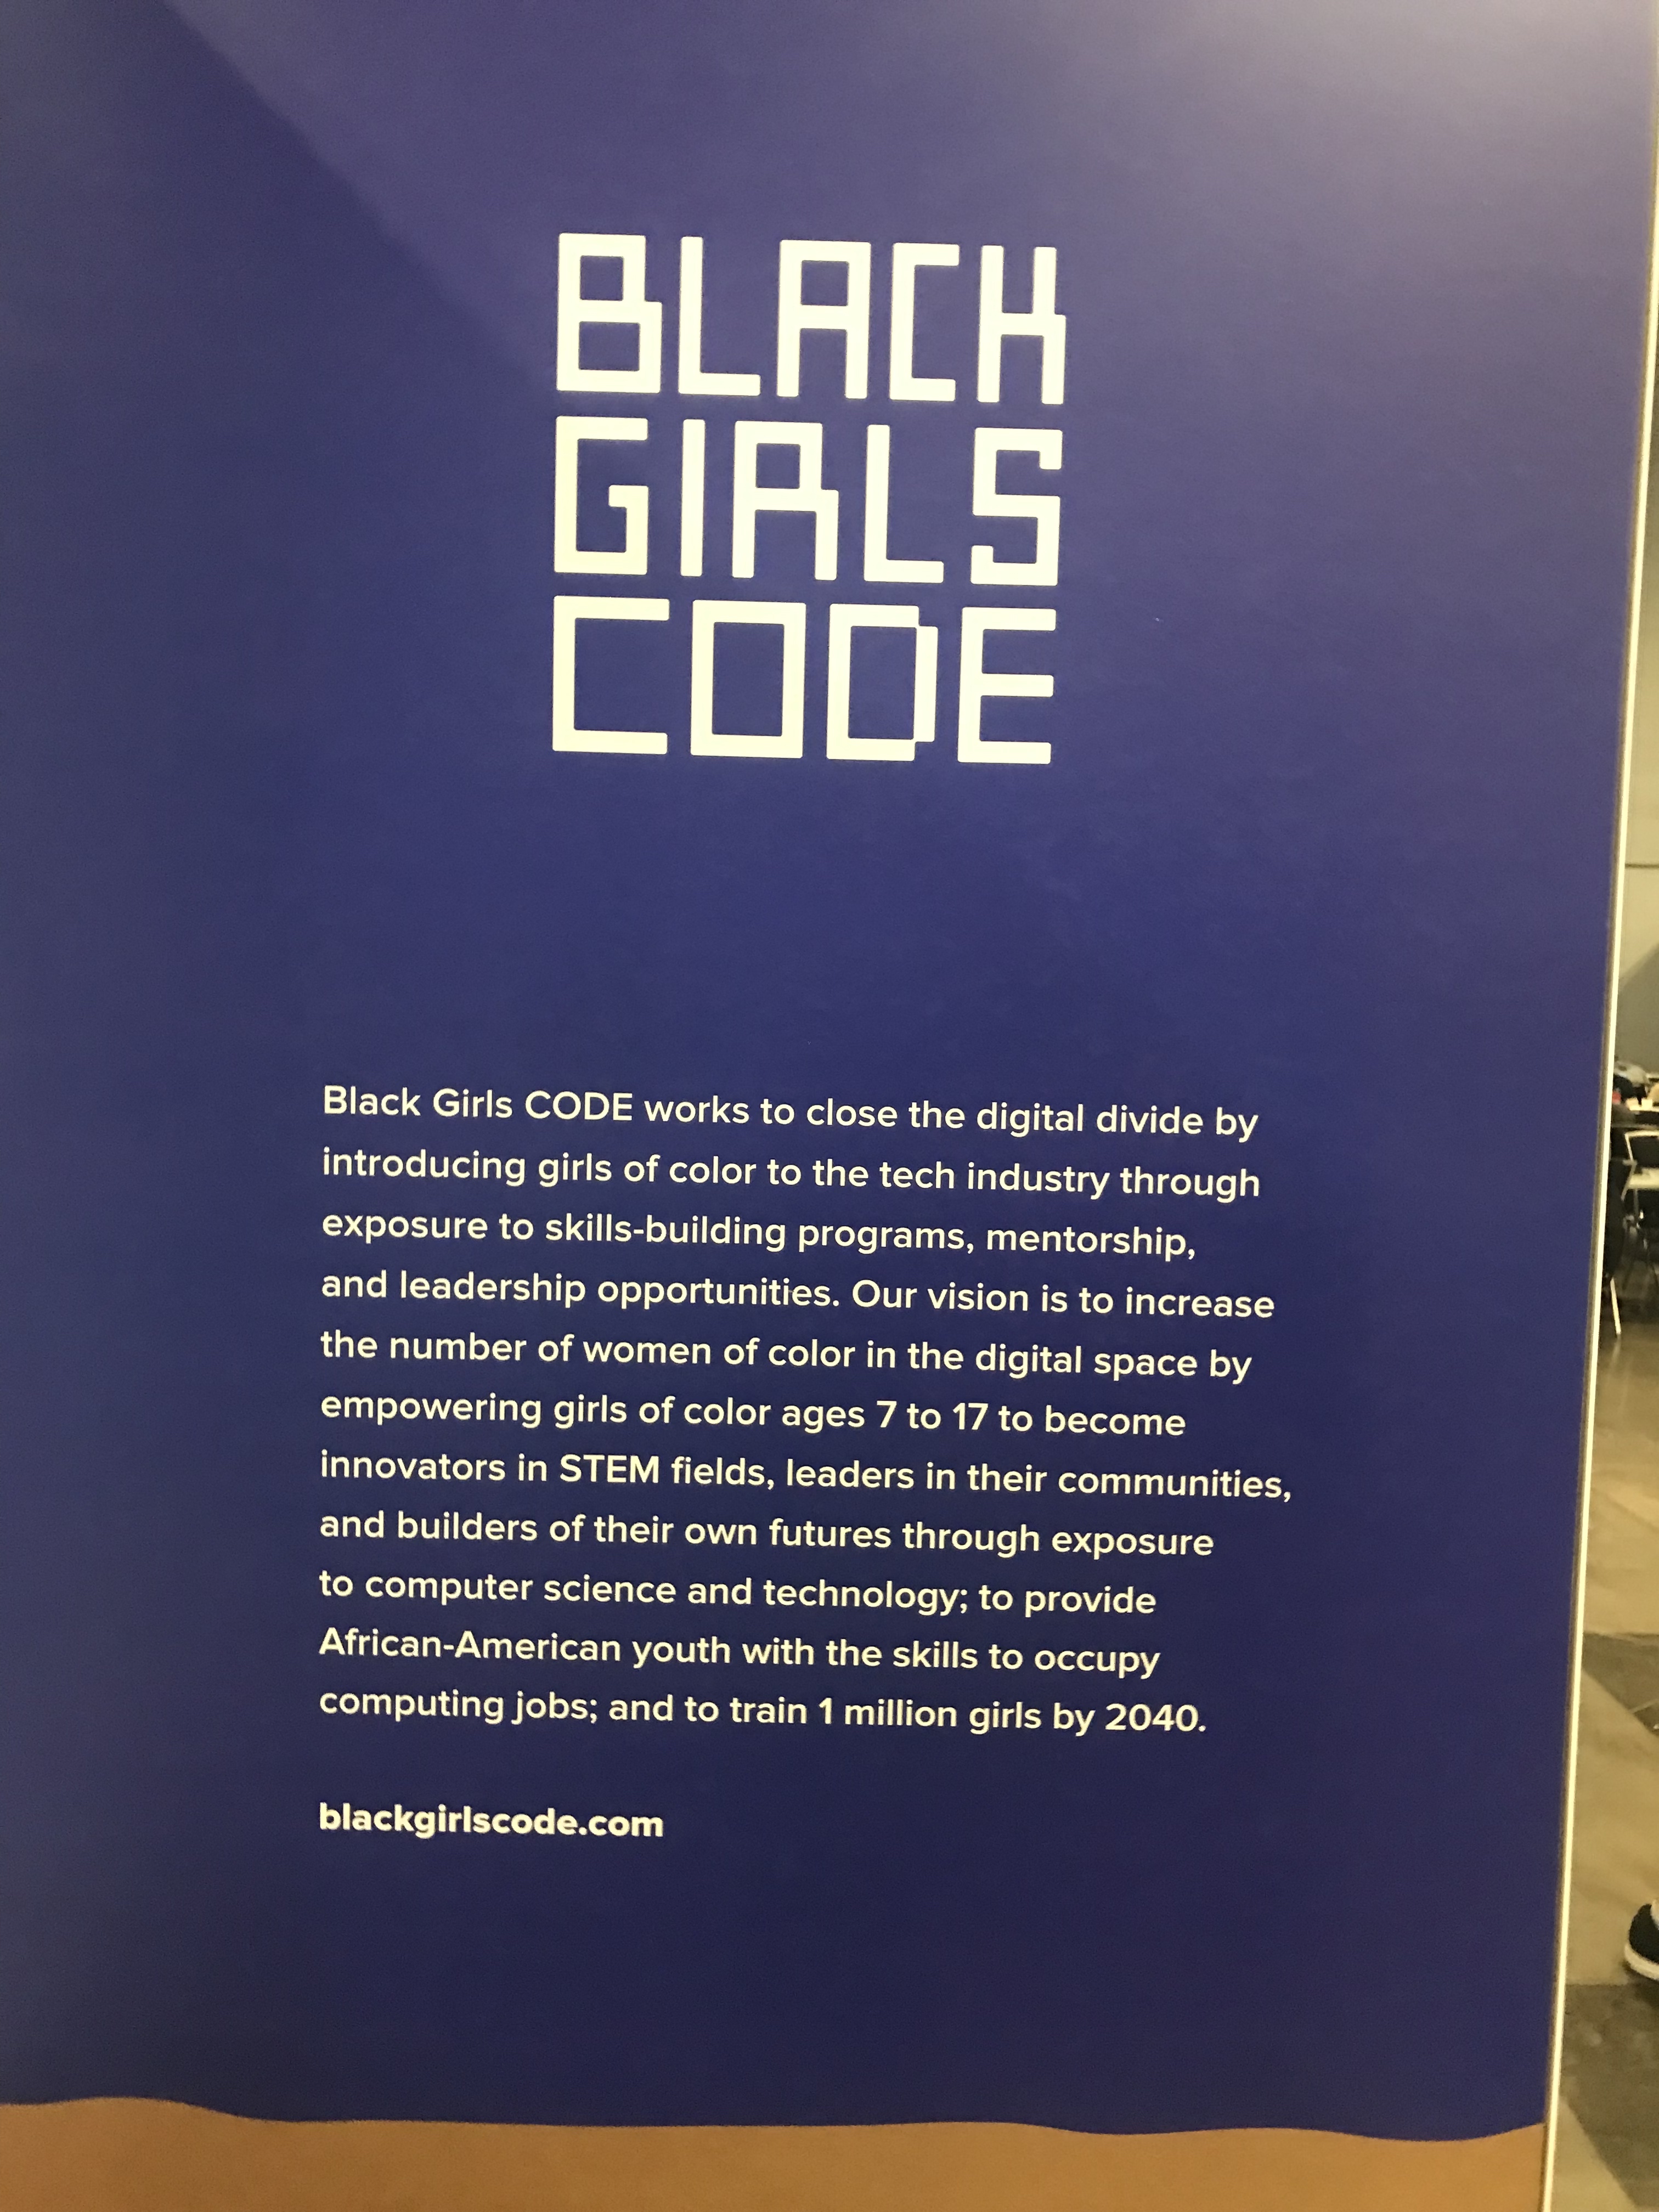 BLACK
GIRLS
CODE
Black Girls CODE works to close the digital divide by
introducing girls of color to the tech industry through
exposure to skills-building programs, mentorship,
and leadership opportunities. Our vision is to increase
the number of women of color in the digital space by
empowering girls of color ages 7 to 17 to become
innovators in STEM fields, leaders in their communities,
and builders of their own futures through exposure
to computer science and technology; to provide
African-American youth with the skills to occupy
computing jobs; and to train 1 million girls by 2040.
blackgirlscode.com